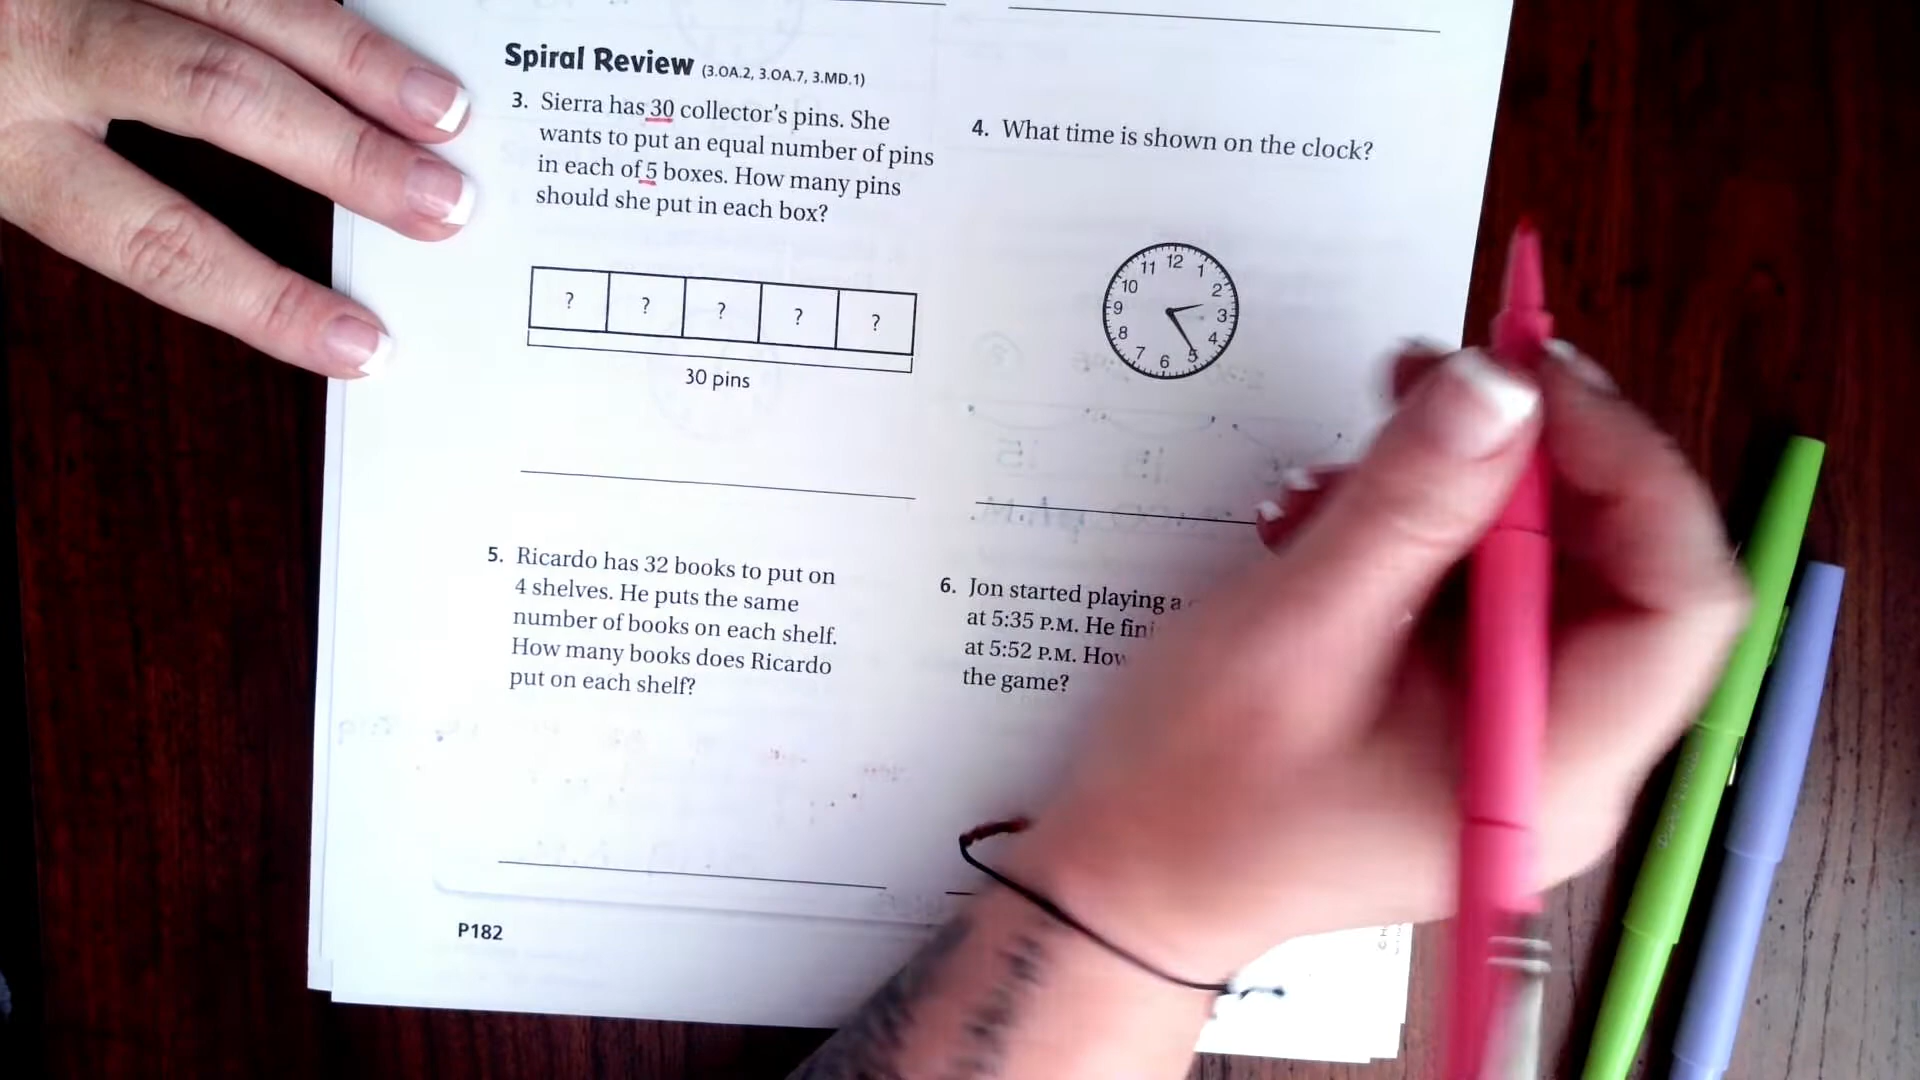 Spiral Review (3.OA.2, 3.OA.7, 3.MD.1)
3. Sierra has 30 collector's pins. She
wants to put an equal number of pins
in each of 5 boxes. How many pins
should she put in each box?
? ? ? ? ?
30 pins
4. What time is shown on the clock?
12
11 1
10 2
9 3
8 4
7 6 5
5. Ricardo has 32 books to put on
4 shelves. He puts the same
number of books on each shelf.
How many books does Ricardo
put on each shelf?
6. Jon started playing a
at 5:35 P.M. He
at 5:52 P.M.
the game?
P182